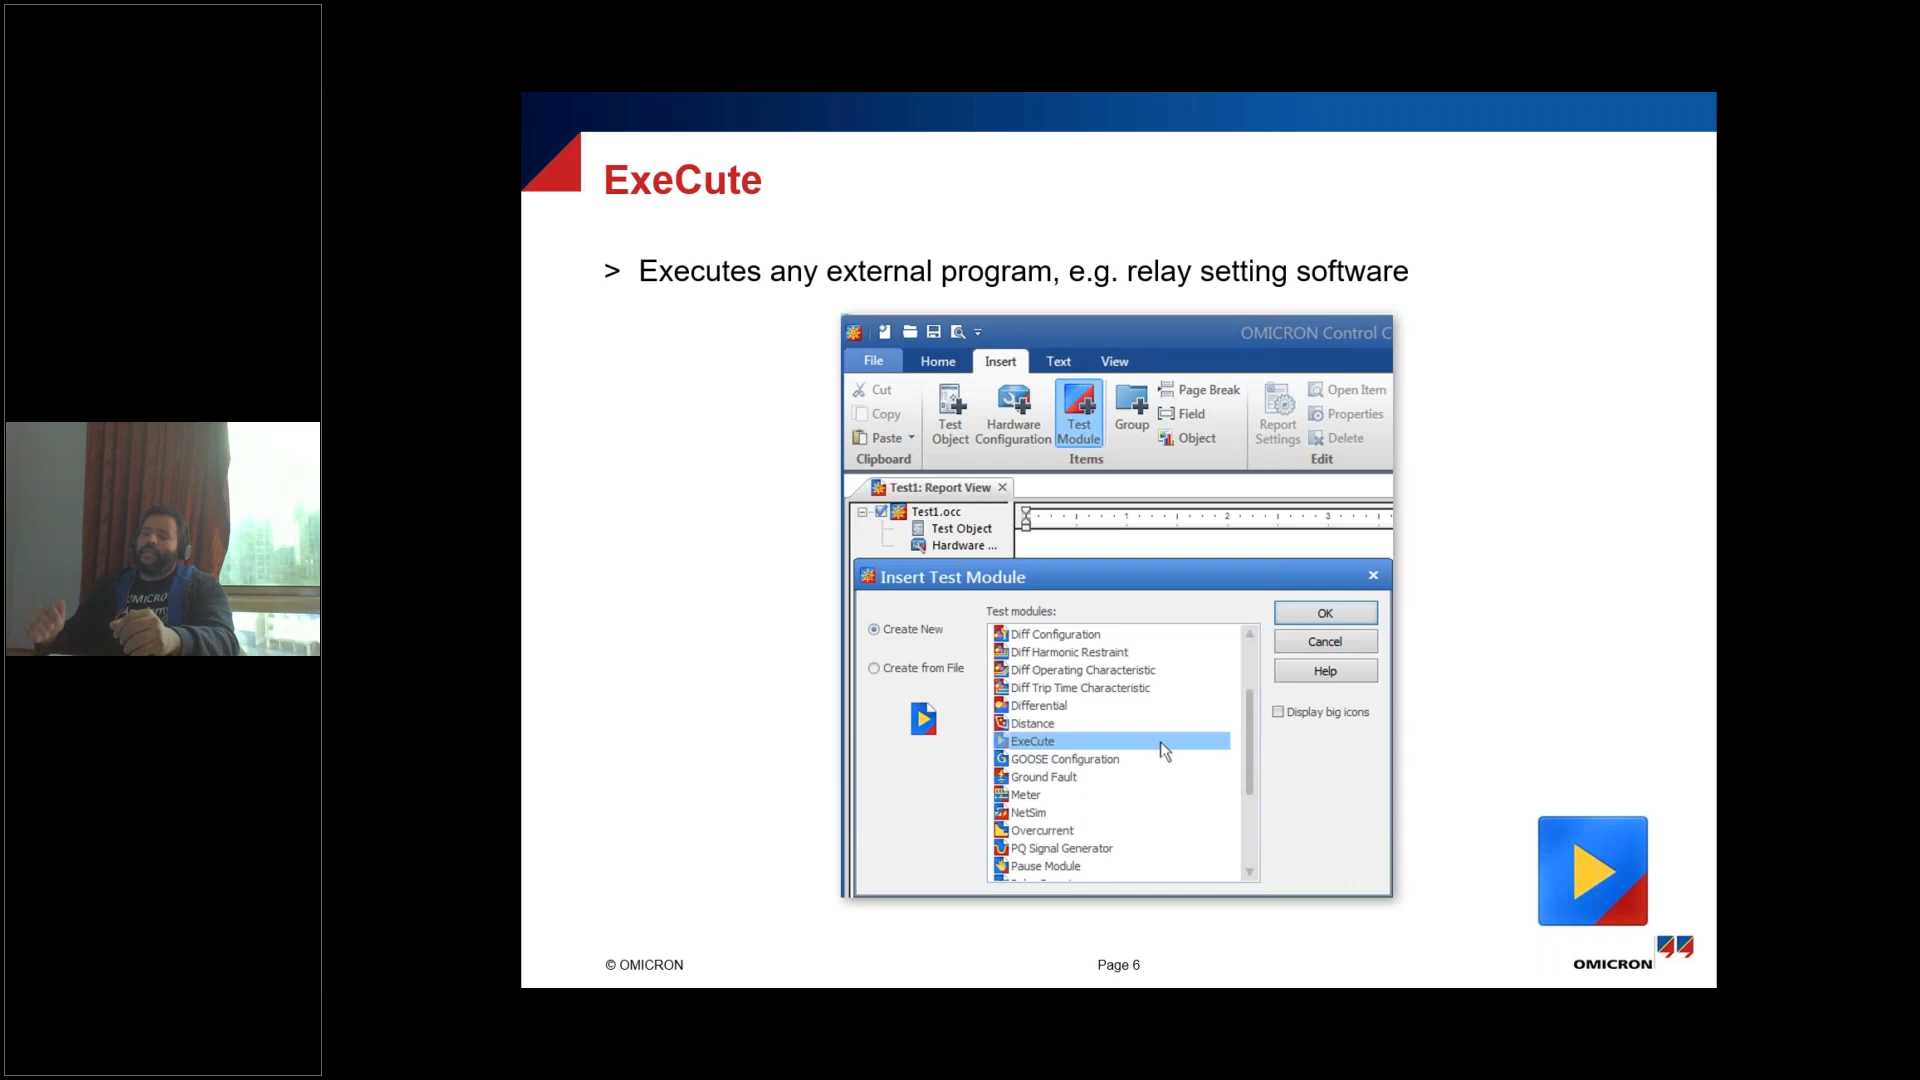 ExeCute
> Executes any external program, e.g. relay setting software
OMICRON Control C
File Home Insert Text View
Cut
Copy
Paste
Clipboard
Test Object
Hardware Configuration
Test Module
Group
Page Break
Field
Object
Items
Report Settings
Open Item
Properties
Delete
Edit
Test1: Report View
Test1.occ
Test Object
Hardware ...
1 2 3
Insert Test Module
Create New
Create from File
Test modules:
Diff Configuration
Diff Harmonic Restraint
Diff Operating Characteristic
Diff Trip Time Characteristic
Differential
Distance
ExeCute
GOOSE Configuration
Ground Fault
Meter
NetSim
Overcurrent
PQ Signal Generator
Pause Module
OK
Cancel
Help
Display big icons
© OMICRON
Page 6
OMICRON